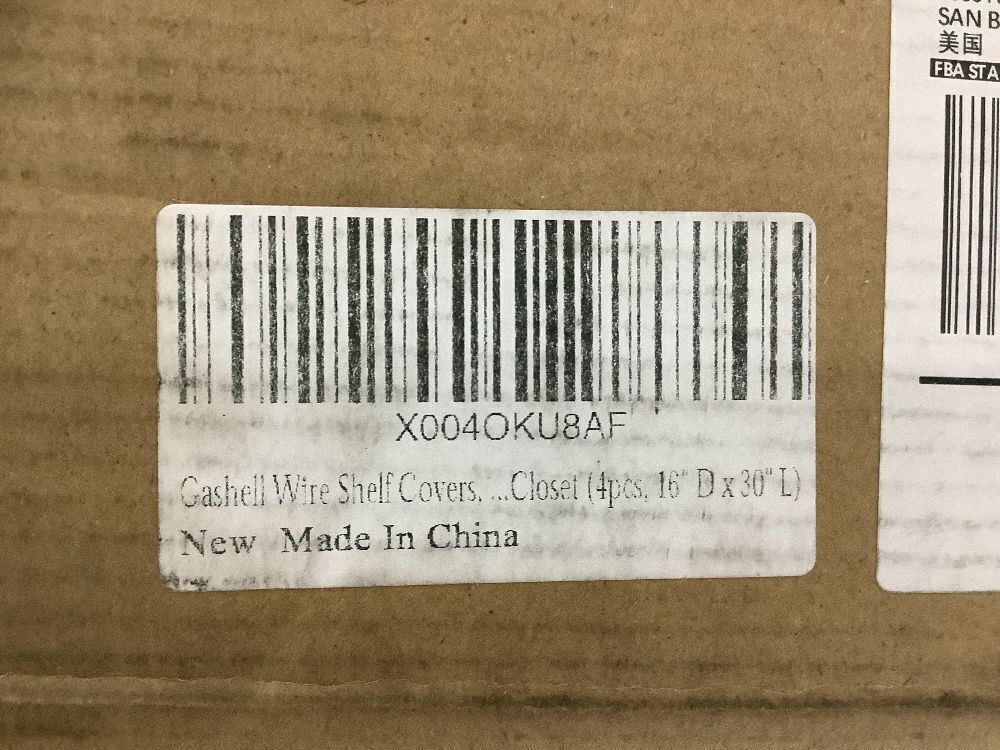 X004OKU8AF
Gashell Wire Shelf Covers, ...Closet (4pcs, 16" D x 30" L)
New Made In China
SAN B
美国
FBA STA